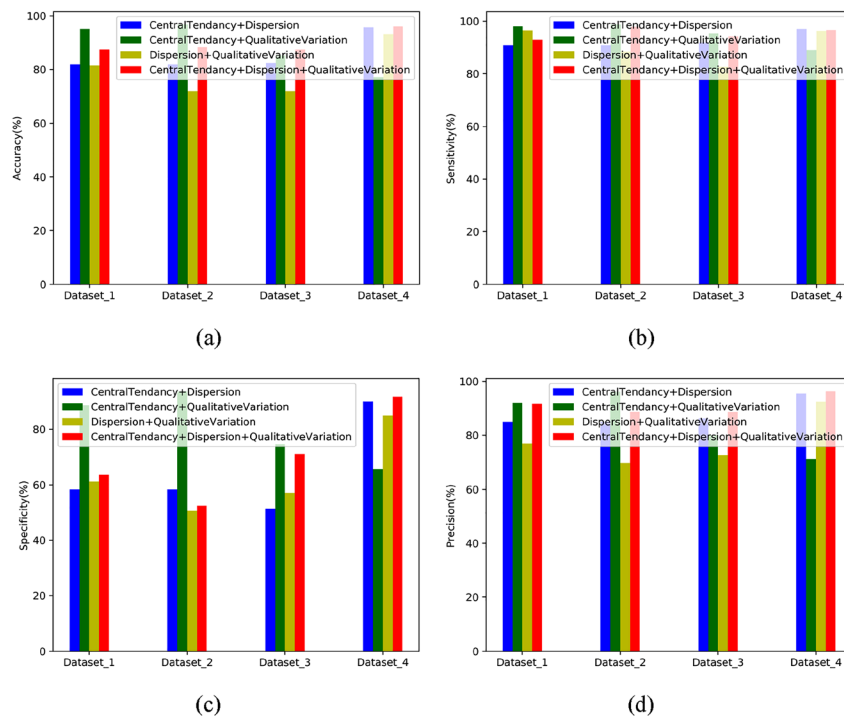 100
80
60
40
20
0
Accuracy(%)
CentralTendancy+Dispersion
CentralTendancy+QualitativeVariation
Dispersion+QualitativeVariation
CentralTendancy+Dispersion+QualitativeVariation
Dataset_1 Dataset_2 Dataset_3 Dataset_4
(a)
100
80
60
40
20
0
Sensitivity(%)
CentralTendancy+Dispersion
CentralTendancy+QualitativeVariation
Dispersion+QualitativeVariation
CentralTendancy+Dispersion+QualitativeVariation
Dataset_1 Dataset_2 Dataset_3 Dataset_4
(b)
80
60
40
20
0
Specificity(%)
CentralTendancy+Dispersion
CentralTendancy+QualitativeVariation
Dispersion+QualitativeVariation
CentralTendancy+Dispersion+QualitativeVariation
Dataset_1 Dataset_2 Dataset_3 Dataset_4
(c)
100
80
60
40
20
0
Precision(%)
CentralTendancy+Dispersion
CentralTendancy+QualitativeVariation
Dispersion+QualitativeVariation
CentralTendancy+Dispersion+QualitativeVariation
Dataset_1 Dataset_2 Dataset_3 Dataset_4
(d)